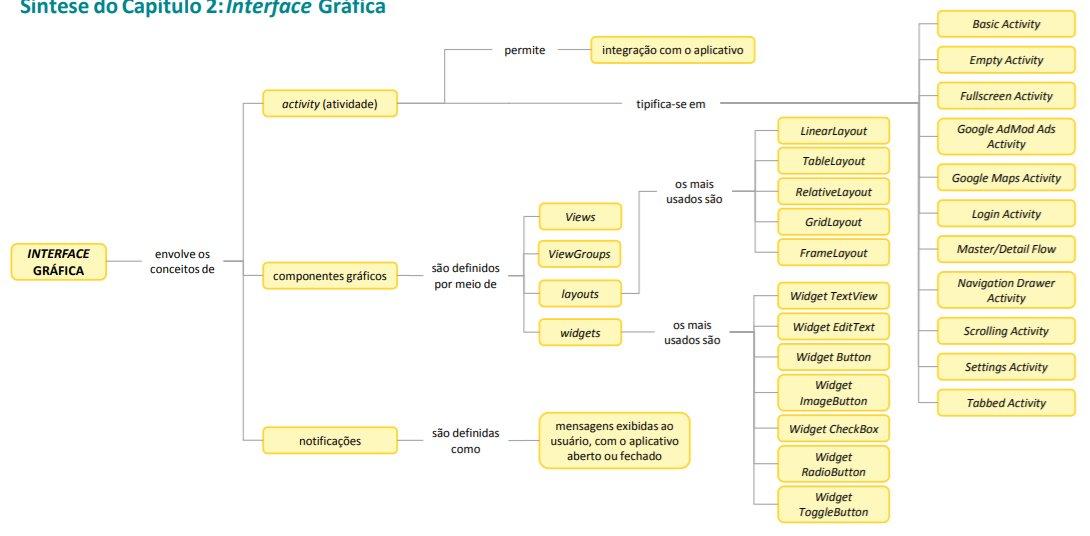 Síntese do Capítulo 2: Interface Gráfica
INTERFACE
GRÁFICA
envolve os
conceitos de
activity (atividade)
permite
integração com o aplicativo
tipifica-se em
Basic Activity
Empty Activity
Fullscreen Activity
Google AdMod Ads
Activity
Google Maps Activity
Login Activity
Master/Detail Flow
Navigation Drawer
Activity
Scrolling Activity
Settings Activity
Tabbed Activity
componentes gráficos
são definidos
por meio de
Views
ViewGroups
layouts
os mais
usados são
LinearLayout
TableLayout
RelativeLayout
GridLayout
FrameLayout
widgets
os mais
usados são
Widget TextView
Widget EditText
Widget Button
Widget
ImageButton
Widget CheckBox
Widget
RadioButton
Widget
ToggleButton
notificações
são definidas
como
mensagens exibidas ao
usuário, com o aplicativo
aberto ou fechado